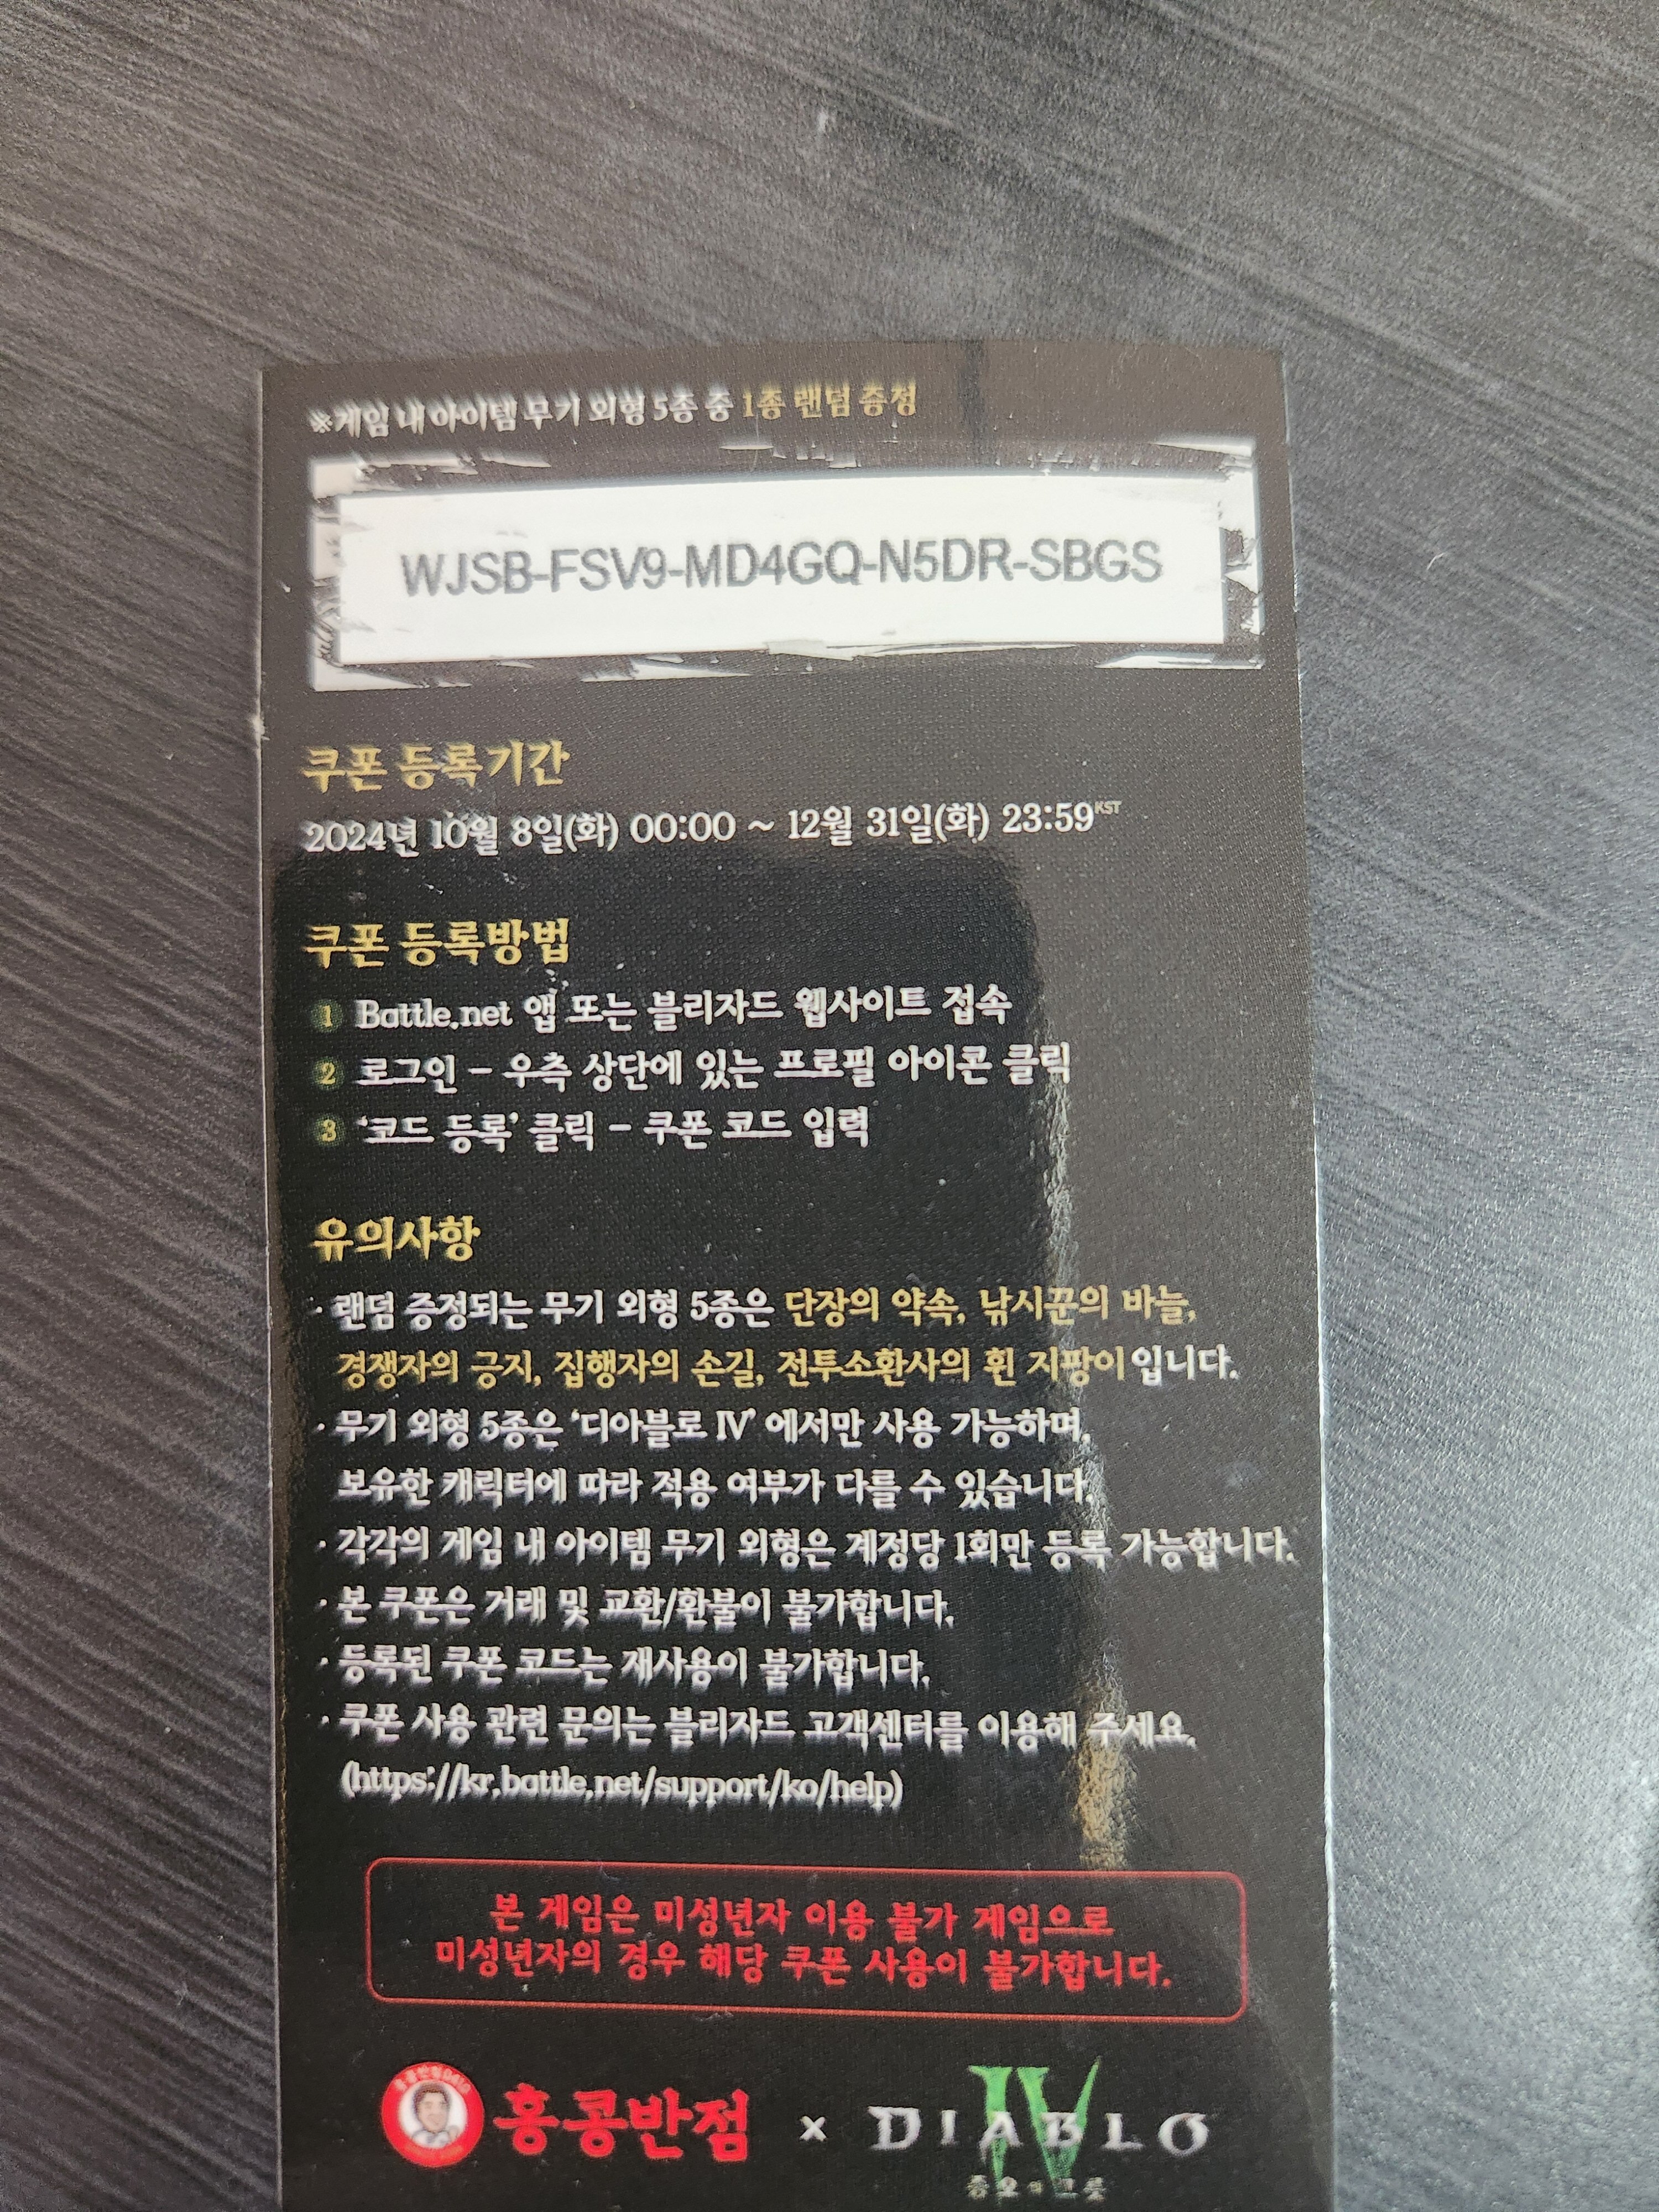 ※게임 내 아이템 무기 외형 5종 중 1종 랜덤 증정
WJSB-FSV9-MD4GQ-N5DR-SBGS
쿠폰 등록기간
2024년 10월 8일(화) 00:00 ~ 12월 31일(화) 23:59 KST
쿠폰 등록방법
1 Battle.net 앱 또는 블리자드 웹사이트 접속
2 로그인 - 우측 상단에 있는 프로필 아이콘 클릭
3 '코드 등록' 클릭 - 쿠폰 코드 입력
유의사항
· 랜덤 증정되는 무기 외형 5종은 단장의 약속, 낚시꾼의 바늘,
경쟁자의 긍지, 집행자의 손길, 전투소환사의 휜 지팡이 입니다.
· 무기 외형 5종은 '디아블로 IV' 에서만 사용 가능하며,
보유한 캐릭터에 따라 적용 여부가 다를 수 있습니다.
· 각각의 게임 내 아이템 무기 외형은 계정당 1회만 등록 가능합니다.
· 본 쿠폰은 거래 및 교환/환불이 불가합니다.
· 등록된 쿠폰 코드는 재사용이 불가합니다.
· 쿠폰 사용 관련 문의는 블리자드 고객센터를 이용해 주세요.
(https://kr.battle.net/support/ko/help)
본 게임은 미성년자 이용 불가 게임으로
미성년자의 경우 해당 쿠폰 사용이 불가합니다.
홍콩반점 x DIABLO IV
증오의 그릇